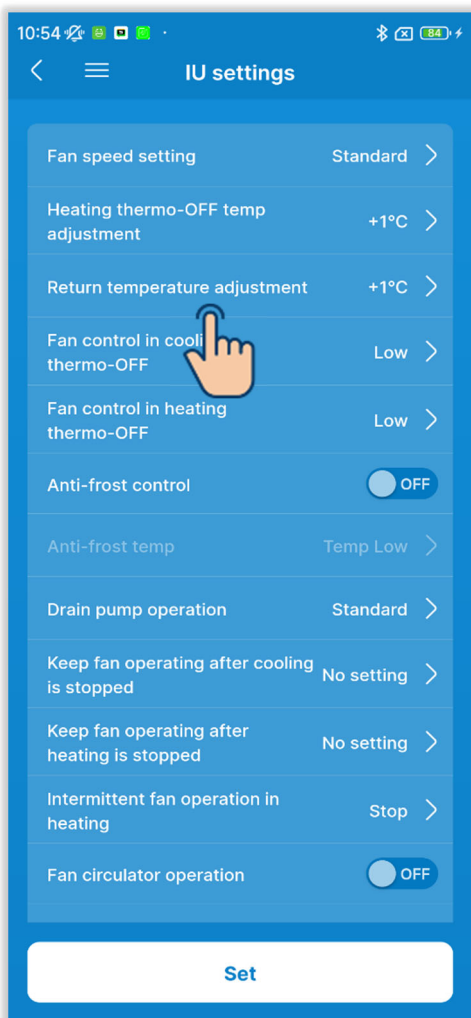 10:54
84
IU settings
Fan speed setting Standard
Heating thermo-OFF temp
adjustment
+1°C
Return temperature adjustment +1°C
Fan control in cooli
thermo-OFF
Low
Fan control in heating
thermo-OFF
Low
Anti-frost control OFF
Anti-frost temp Temp Low
Drain pump operation Standard
Keep fan operating after cooling
is stopped
No setting
Keep fan operating after
heating is stopped
No setting
Intermittent fan operation in
heating
Stop
Fan circulator operation OFF
Set